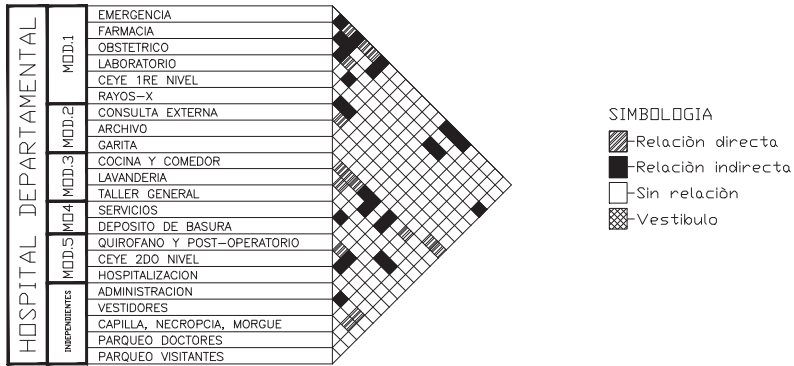 HOSPITAL DEPARTAMENTAL
MOD.1
EMERGENCIA
FARMACIA
OBSTETRICO
LABORATORIO
CEYE 1RE NIVEL
RAYOS-X
MOD.2
CONSULTA EXTERNA
ARCHIVO
GARITA
MOD.3
COCINA Y COMEDOR
LAVANDERIA
TALLER GENERAL
MO4
SERVICIOS
DEPOSITO DE BASURA
MOD.5
QUIROFANO Y POST-OPERATORIO
CEYE 2DO NIVEL
HOSPITALIZACION
INDEPENDIENTES
ADMINISTRACION
VESTIDORES
CAPILLA, NECROPCIA, MORGUE
PARQUEO DOCTORES
PARQUEO VISITANTES
SIMBOLOGIA
Relaciòn directa
Relaciòn indirecta
Sin relaciòn
Vestibulo